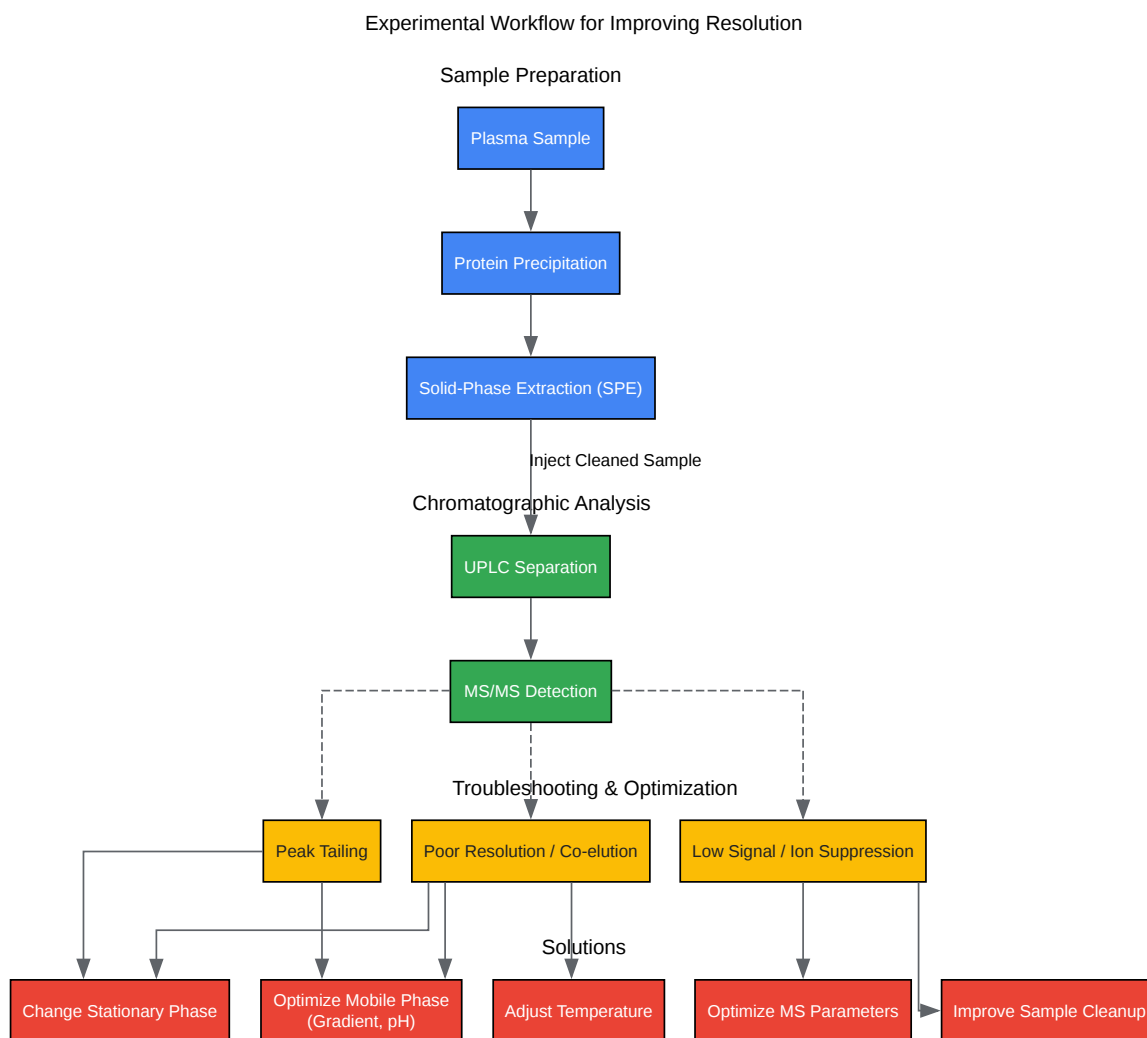 Experimental Workflow for Improving Resolution
Sample Preparation
Plasma Sample
Protein Precipitation
Solid-Phase Extraction (SPE)
Inject Cleaned Sample
Chromatographic Analysis
UPLC Separation
MS/MS Detection
Troubleshooting & Optimization
Peak Tailing
Poor Resolution / Co-elution
Low Signal / Ion Suppression
Solutions
Change Stationary Phase
Optimize Mobile Phase
(Gradient, pH)
Adjust Temperature
Optimize MS Parameters
Improve Sample Cleanup